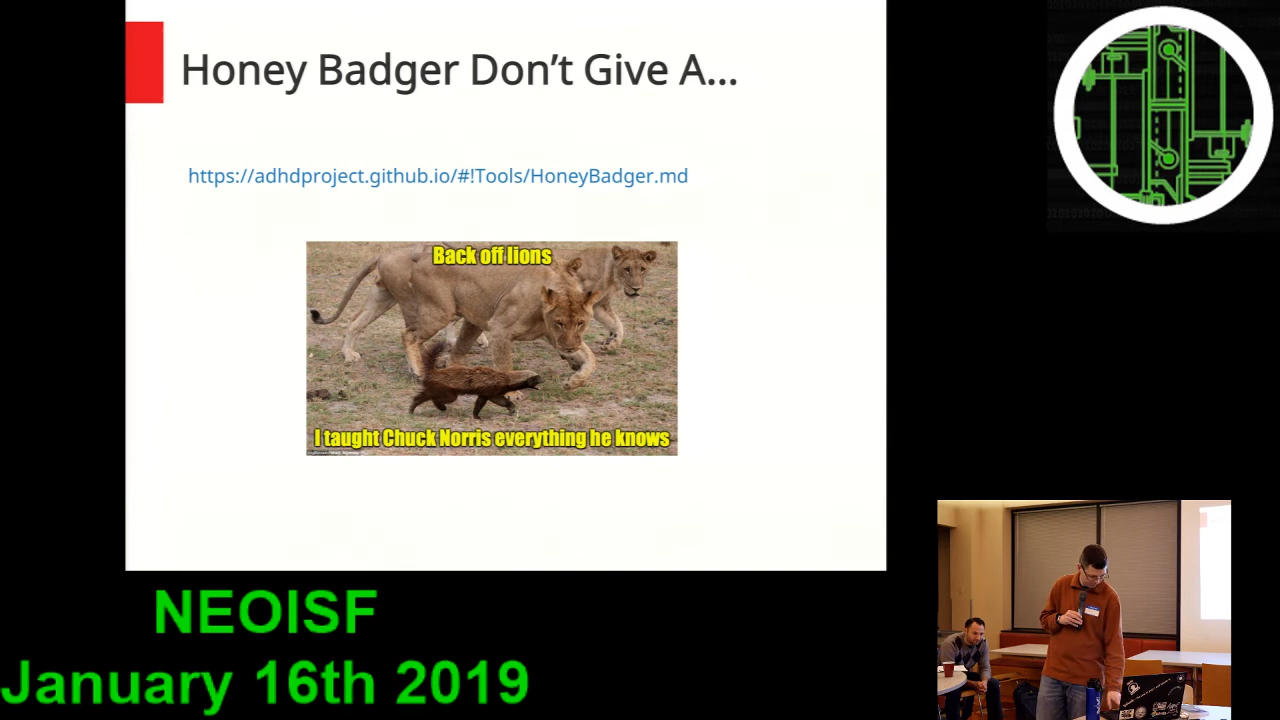 Honey Badger Don't Give A...
https://adhdproject.github.io/#!Tools/HoneyBadger.md
Back off lions
I taught Chuck Norris everything he knows
NEOISF
January 16th 2019